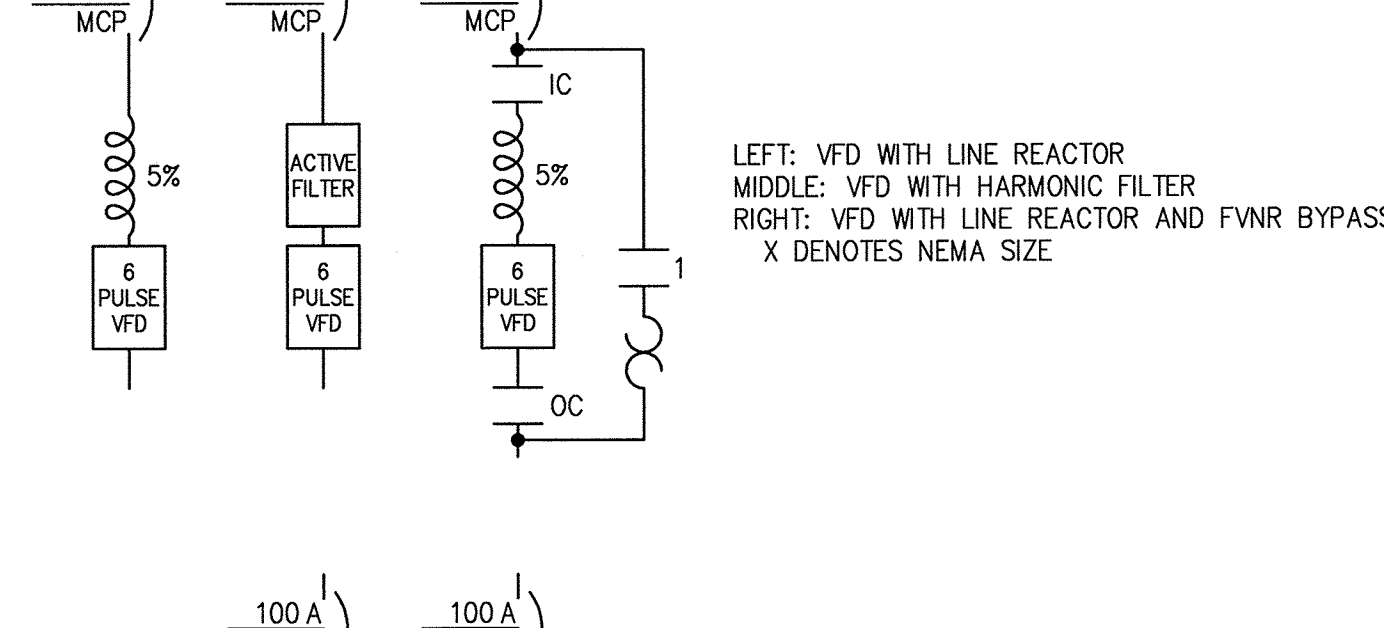 MCP
MCP
MCP
IC
5%
ACTIVE
FILTER
5%
LEFT: VFD WITH LINE REACTOR
MIDDLE: VFD WITH HARMONIC FILTER
RIGHT: VFD WITH LINE REACTOR AND FVNR BYPASS
X DENOTES NEMA SIZE
6
PULSE
VFD
6
PULSE
VFD
6
PULSE
VFD
1
OC
100 A
100 A